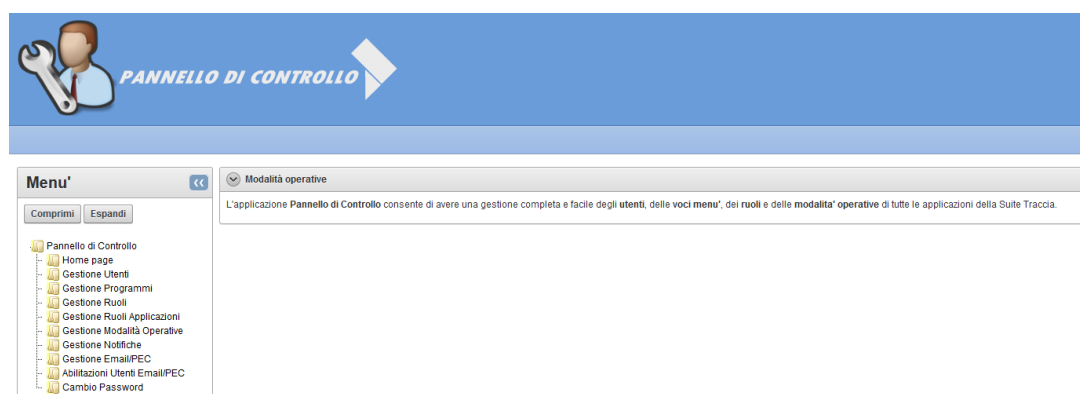 PANNELLO DI CONTROLLO
Menu'
Comprimi Espandi
Pannello di Controllo
Home page
Gestione Utenti
Gestione Programmi
Gestione Ruoli
Gestione Ruoli Applicazioni
Gestione Modalità Operative
Gestione Notifiche
Gestione Email/PEC
Abilitazioni Utenti Email/PEC
Cambio Password
Modalità operative
L'applicazione Pannello di Controllo consente di avere una gestione completa e facile degli utenti, delle voci menu', dei ruoli e delle modalita' operative di tutte le applicazioni della Suite Traccia.